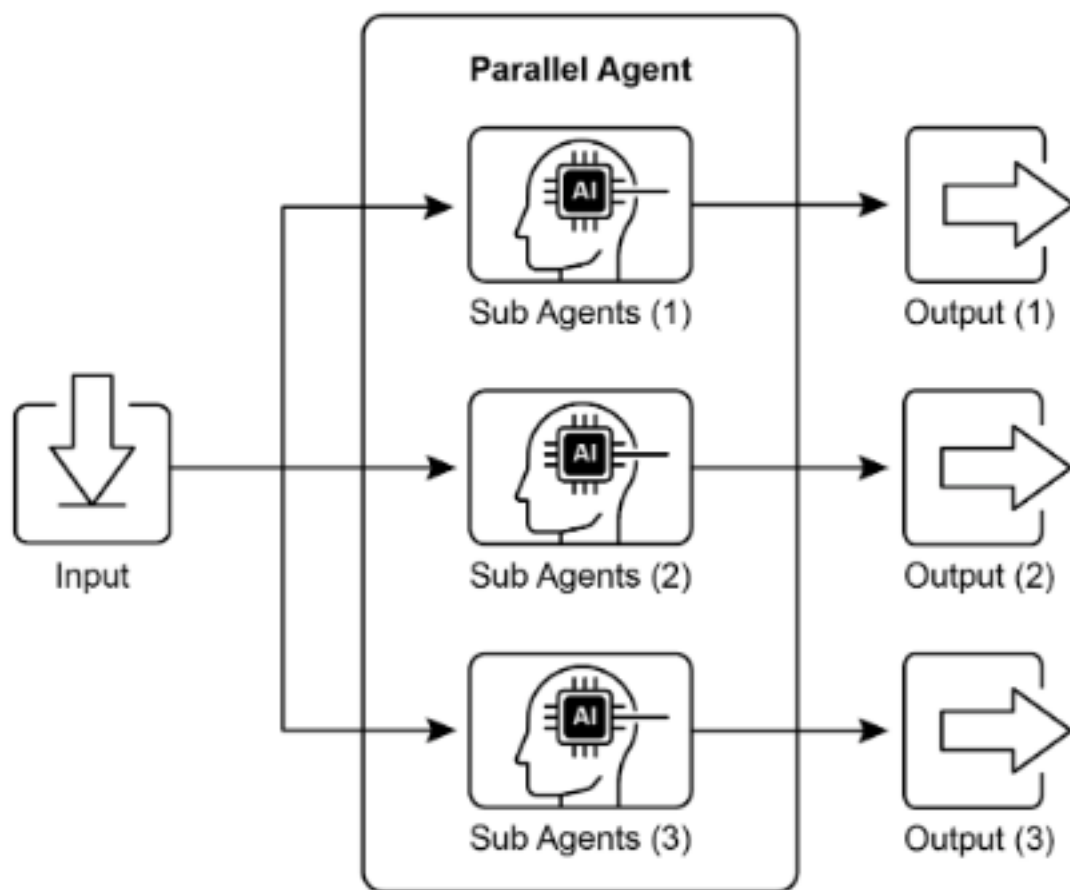 Parallel Agent
AI
Sub Agents (1)
Output (1)
AI
Input
Sub Agents (2)
Output (2)
AI
Sub Agents (3)
Output (3)